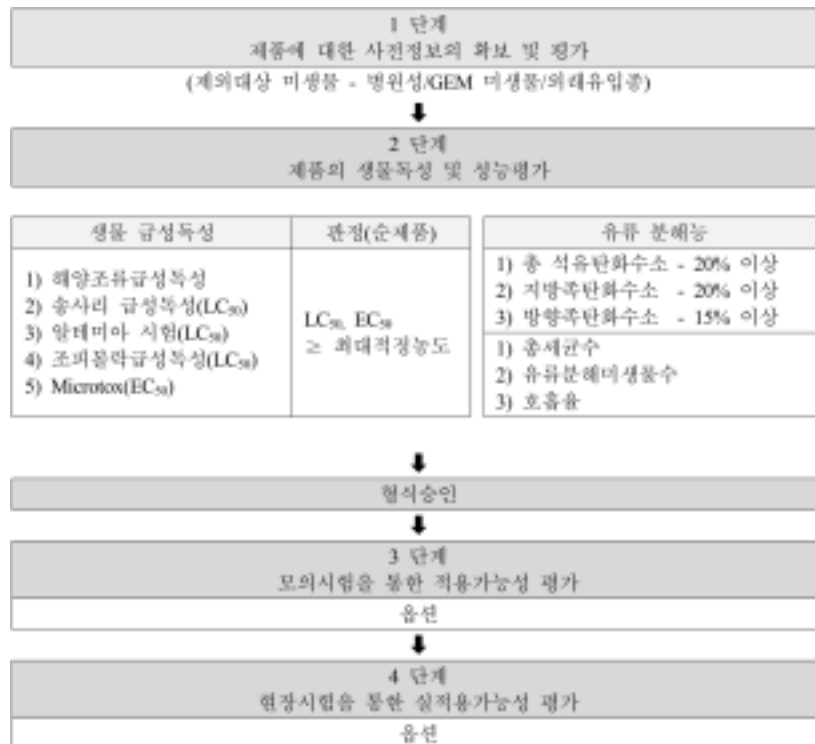 1 단계
제품에 대한 사전정보의 확보 및 평가
(제외대상 미생물 - 병원성/GEM 미생물/외래유입종)
2 단계
제품의 생물독성 및 성능평가
생물 급성독성
1) 해양조류급성독성
2) 송사리 급성독성(LC₅₀)
3) 알테미아 시험(LC₅₀)
4) 조피볼락급성독성(LC₅₀)
5) Microtox(EC₅₀)
판정(순제품)
LC₅₀, EC₅₀
≥ 최대적정농도
유류 분해능
1) 총 석유탄화수소 - 20% 이상
2) 지방족탄화수소 - 20% 이상
3) 방향족탄화수소 - 15% 이상
1) 총세균수
2) 유류분해미생물수
3) 호흡율
형식승인
3 단계
모의시험을 통한 적용가능성 평가
옵션
4 단계
현장시험을 통한 실적용가능성 평가
옵션